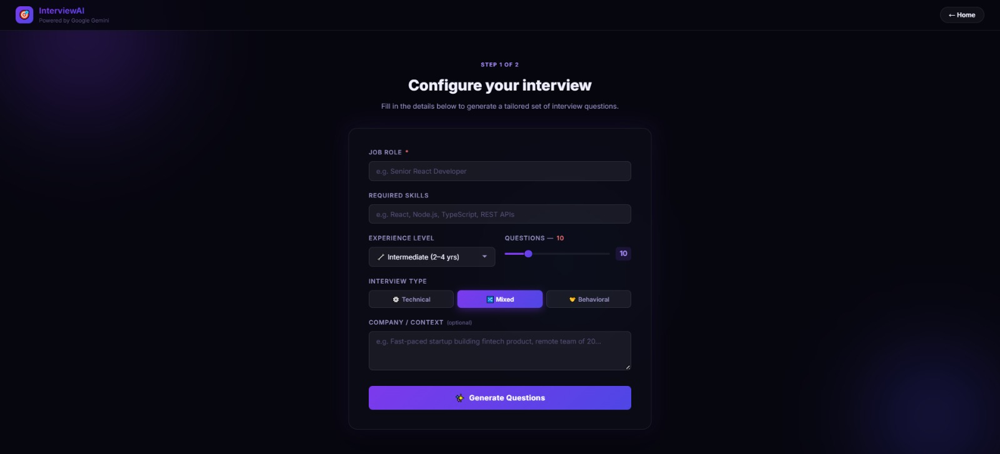 InterviewAI
Powered by Google Gemini
← Home
STEP 1 OF 2
Configure your interview
Fill in the details below to generate a tailored set of interview questions.
JOB ROLE *
e.g. Senior React Developer
REQUIRED SKILLS
e.g. React, Node.js, TypeScript, REST APIs
EXPERIENCE LEVEL
QUESTIONS — 10
Intermediate (2–4 yrs)
10
INTERVIEW TYPE
Technical
Mixed
Behavioral
COMPANY / CONTEXT (optional)
e.g. Fast-paced startup building fintech product, remote team of 20...
Generate Questions